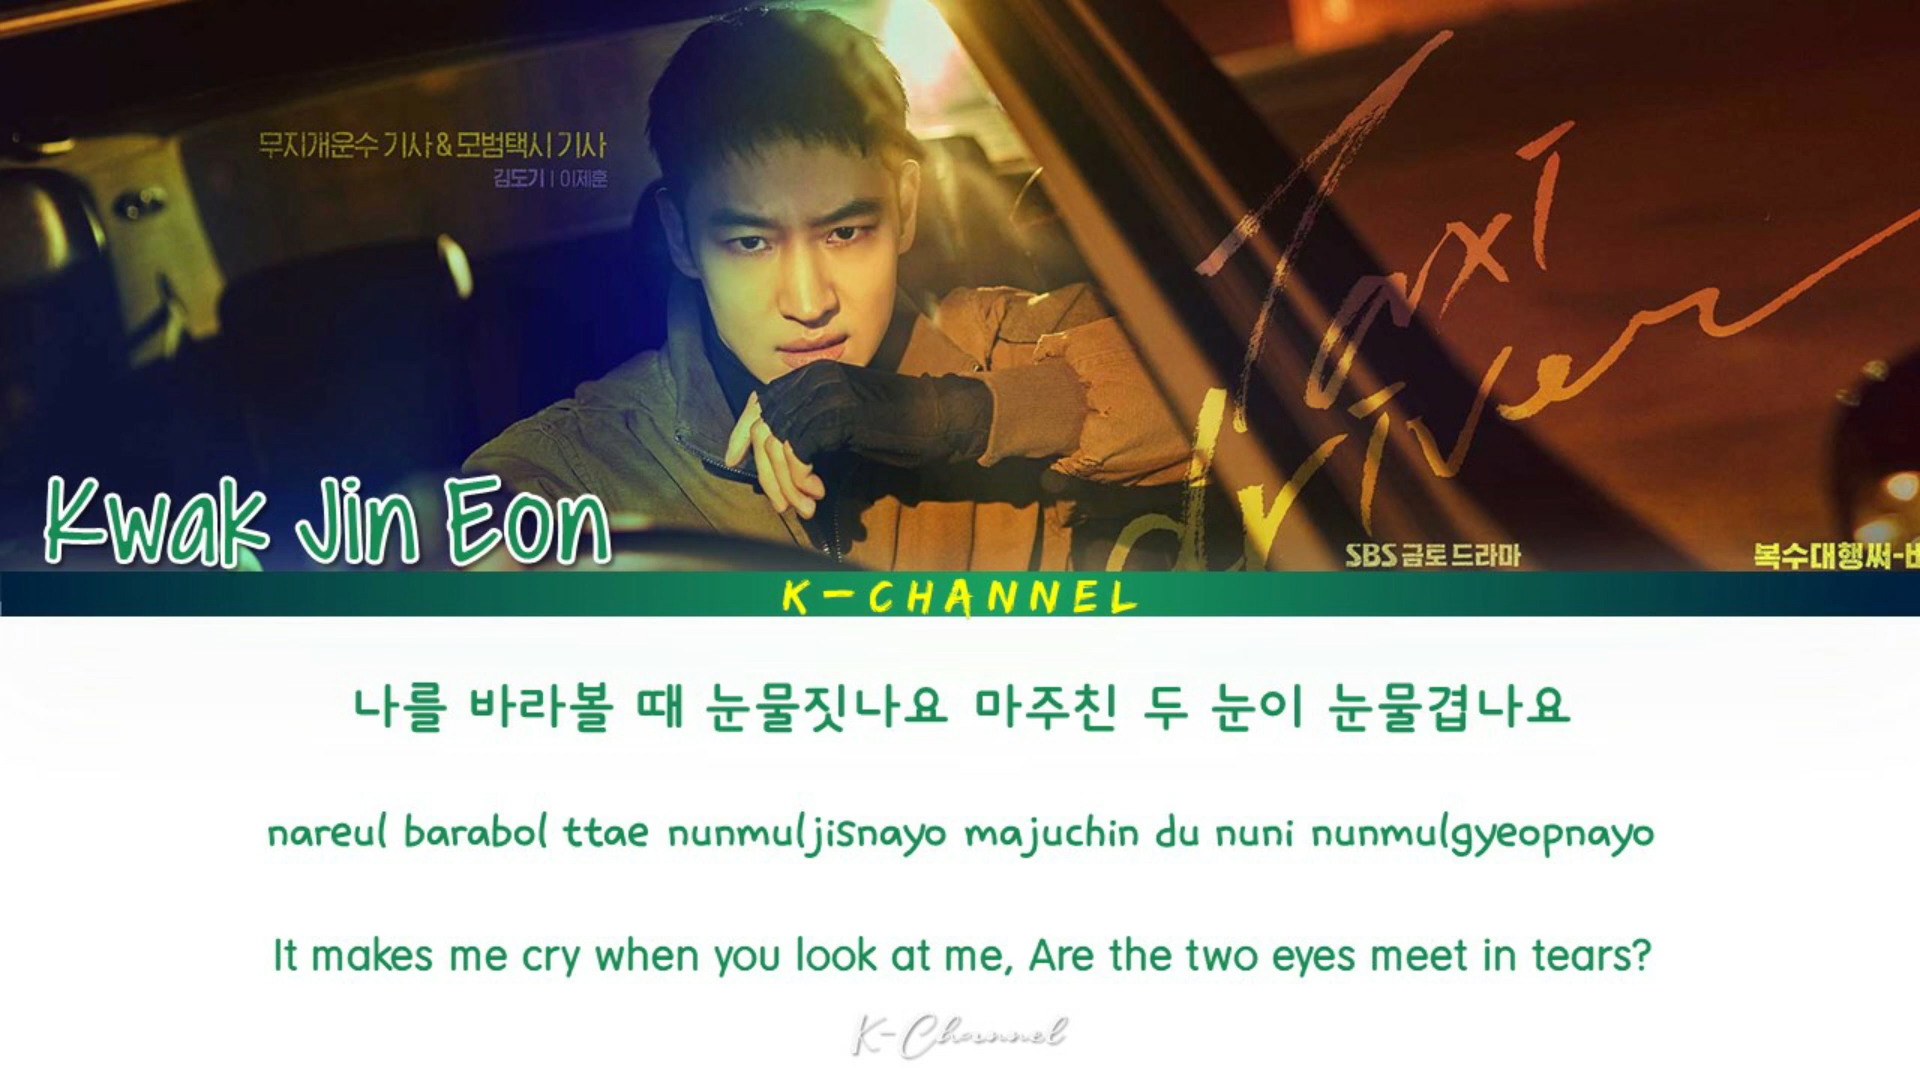 무지개운수 기사 & 모범택시 기사
김도기 | 이제훈
Taxi
driver
Kwak Jin Eon
SBS 금토드라마
복수대행써-비
K-CHANNEL
나를 바라볼 때 눈물짓나요 마주친 두 눈이 눈물겹나요
nareul barabol ttae nunmuljisnayo majuchin du nuni nunmulgyeopnayo
It makes me cry when you look at me, Are the two eyes meet in tears?
K-Channel